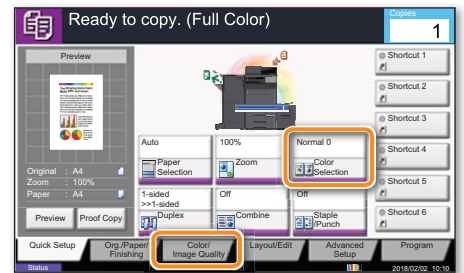 Ready to copy. (Full Color)
Copies
1
Preview
Original : A4
Zoom : 100%
Paper : A4
Preview
Proof Copy
Auto
Paper
Selection
100%
Zoom
Normal 0
Color
Selection
1-sided
>>1-sided
Duplex
Off
Combine
Off
Staple
/Punch
Shortcut 1
Shortcut 2
Shortcut 3
Shortcut 4
Shortcut 5
Shortcut 6
Quick Setup
Org./Paper/
Finishing
Color/
Image Quality
Layout/Edit
Advanced
Setup
Program
Status
2018/02/02 10:10